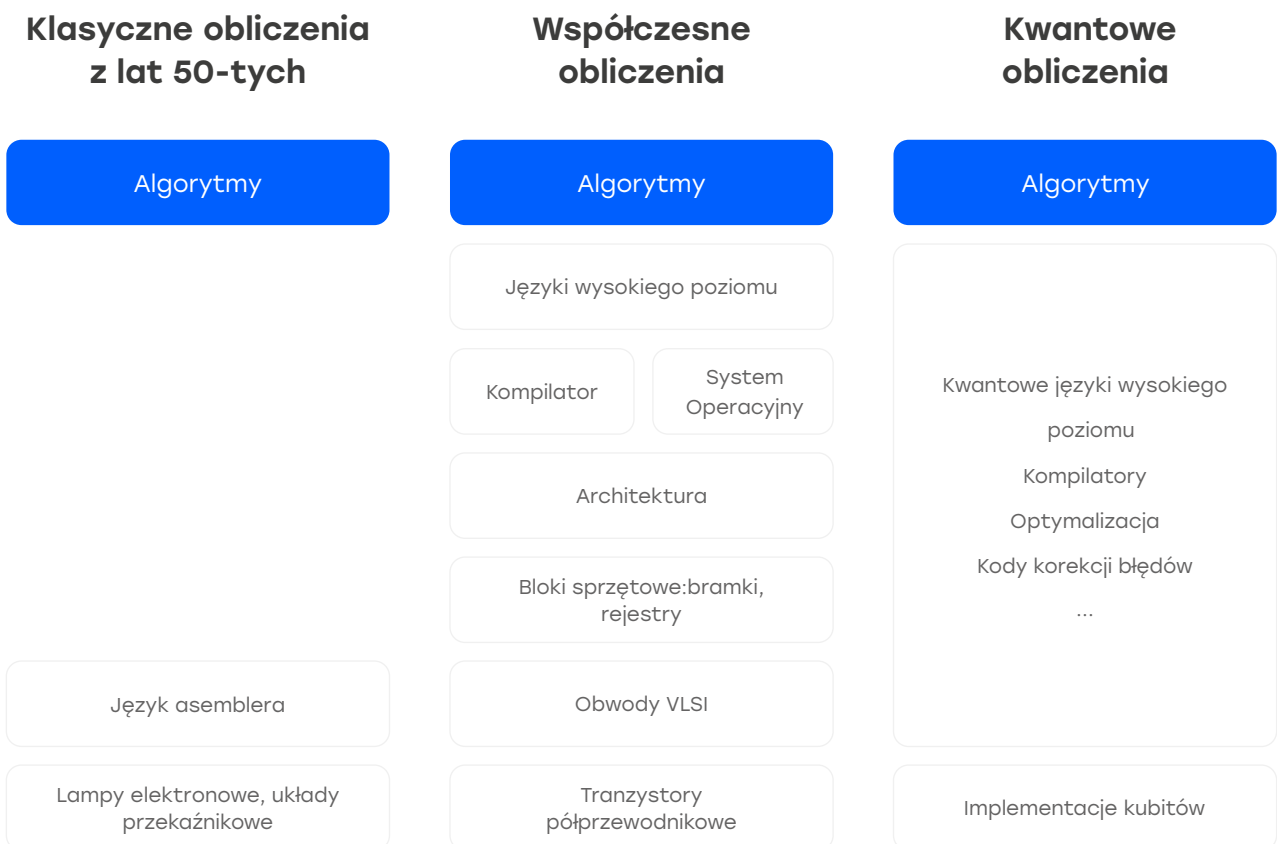 Klasyczne obliczenia
z lat 50-tych
Współczesne
obliczenia
Kwantowe
obliczenia
Algorytmy
Algorytmy
Algorytmy
Języki wysokiego poziomu
Kompilator
System
Operacyjny
Architektura
Bloki sprzętowe:bramki,
rejestry
Kwantowe języki wysokiego
poziomu
Kompilatory
Optymalizacja
Kody korekcji błędów
...
Język asemblera
Obwody VLSI
Lampy elektronowe, układy
przekaźnikowe
Tranzystory
półprzewodnikowe
Implementacje kubitów